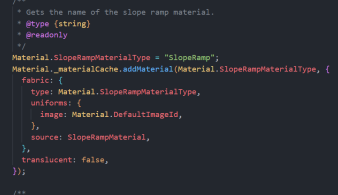 /**
* Gets the name of the slope ramp material.
* @type {string}
* @readonly
*/
Material.SlopeRampMaterialType = "SlopeRamp";
Material._materialCache.addMaterial(Material.SlopeRampMaterialType, {
fabric: {
type: Material.SlopeRampMaterialType,
uniforms: {
image: Material.DefaultImageId,
},
source: SlopeRampMaterial,
},
translucent: false,
});
/**